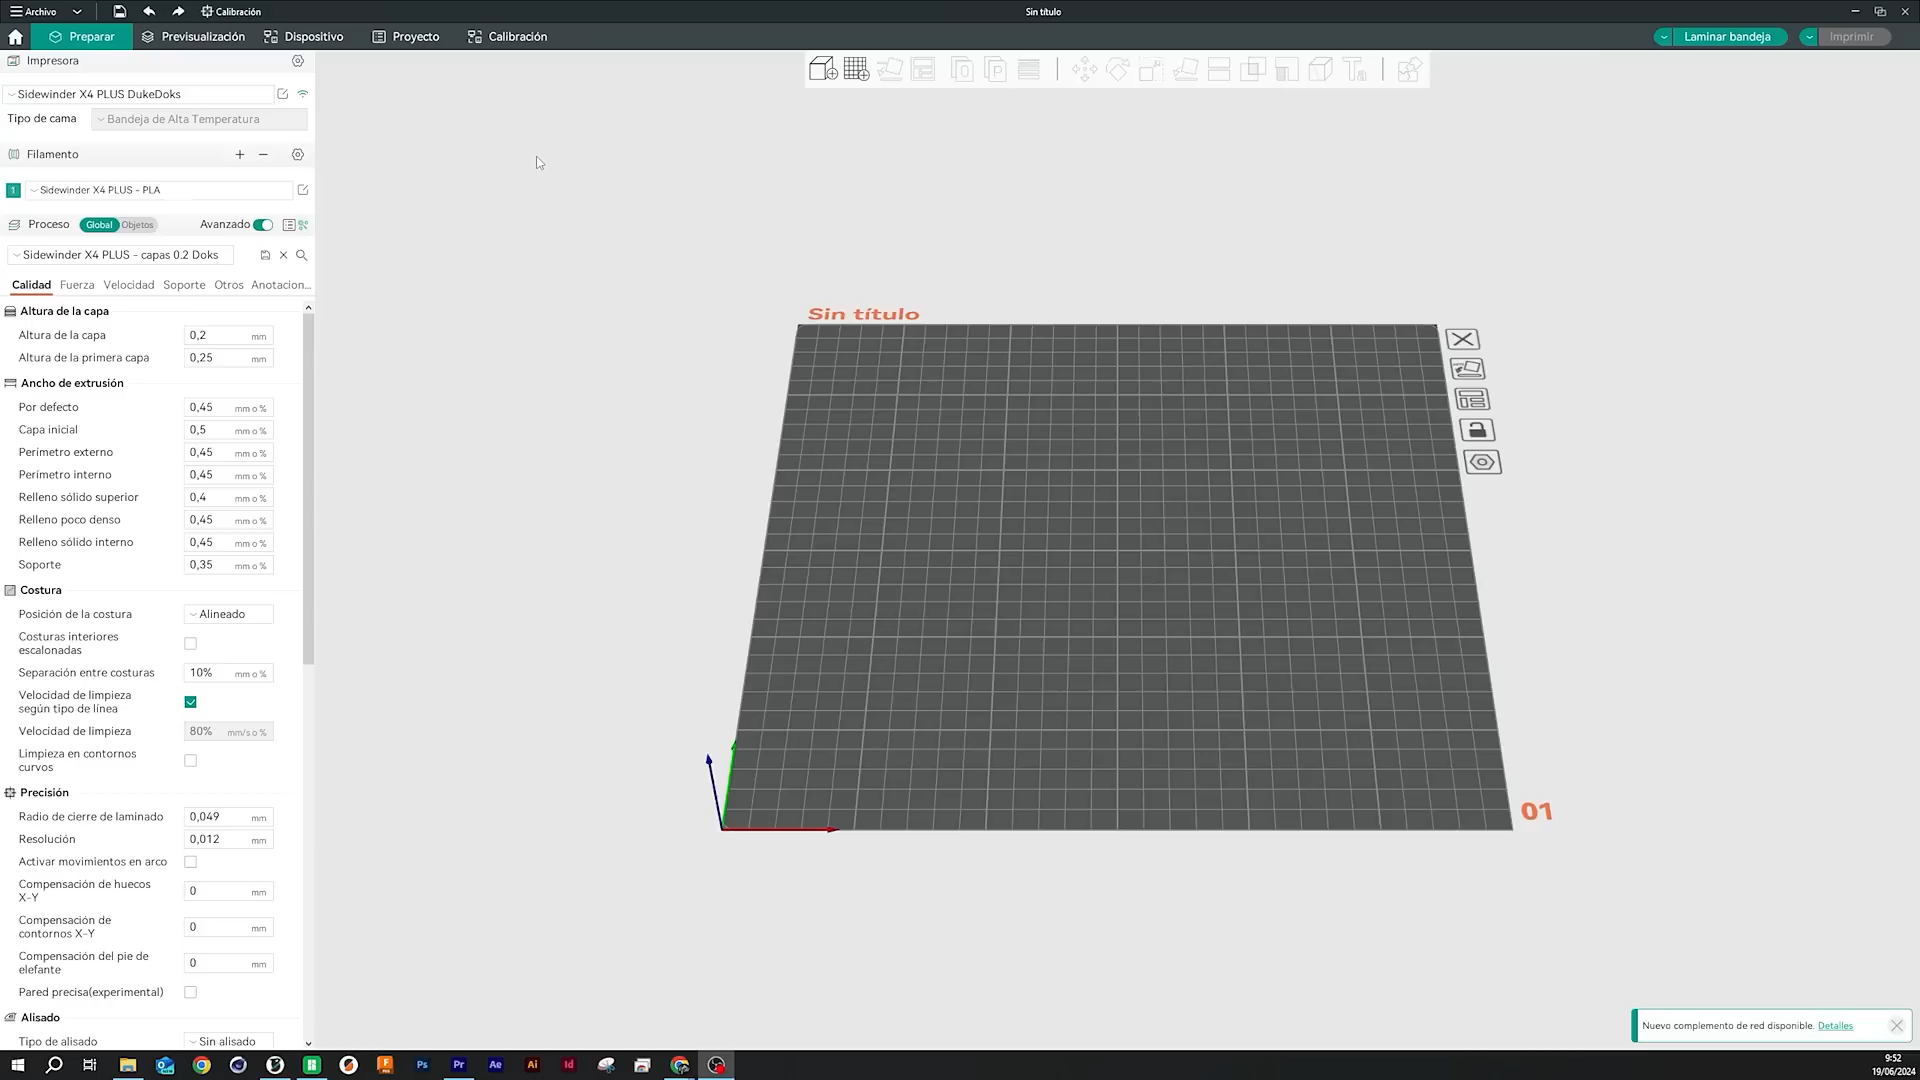 Archivo
Calibración
Sin título
Preparar
Previsualización
Dispositivo
Proyecto
Calibración
Laminar bandeja
Imprimir
Impresora
Sidewinder X4 PLUS DukeDoks
Tipo de cama
Bandeja de Alta Temperatura
Filamento
1
Sidewinder X4 PLUS - PLA
Proceso
Global
Objetos
Avanzado
Sidewinder X4 PLUS - capas 0.2 Doks
Calidad
Fuerza
Velocidad
Soporte
Otros
Anotacion...
Altura de la capa
Altura de la capa 0,2 mm
Altura de la primera capa 0,25 mm
Ancho de extrusión
Por defecto 0,45 mm o %
Capa inicial 0,5 mm o %
Perímetro externo 0,45 mm o %
Perímetro interno 0,45 mm o %
Relleno sólido superior 0,4 mm o %
Relleno poco denso 0,45 mm o %
Relleno sólido interno 0,45 mm o %
Soporte 0,35 mm o %
Costura
Posición de la costura Alineado
Costuras interiores
escalonadas
Separación entre costuras 10% mm o %
Velocidad de limpieza
según tipo de línea
Velocidad de limpieza 80% mm/s o %
Limpieza en contornos
curvos
Precisión
Radio de cierre de laminado 0,049 mm
Resolución 0,012 mm
Activar movimientos en arco
Compensación de huecos
X-Y 0 mm
Compensación de
contornos X-Y 0 mm
Compensación del pie de
elefante 0 mm
Pared precisa(experimental)
Alisado
Tipo de alisado Sin alisado
Sin título
01
Nuevo complemento de red disponible. Detalles
Ps
Pr
Ae
Ai
Id
9:52
19/06/2024